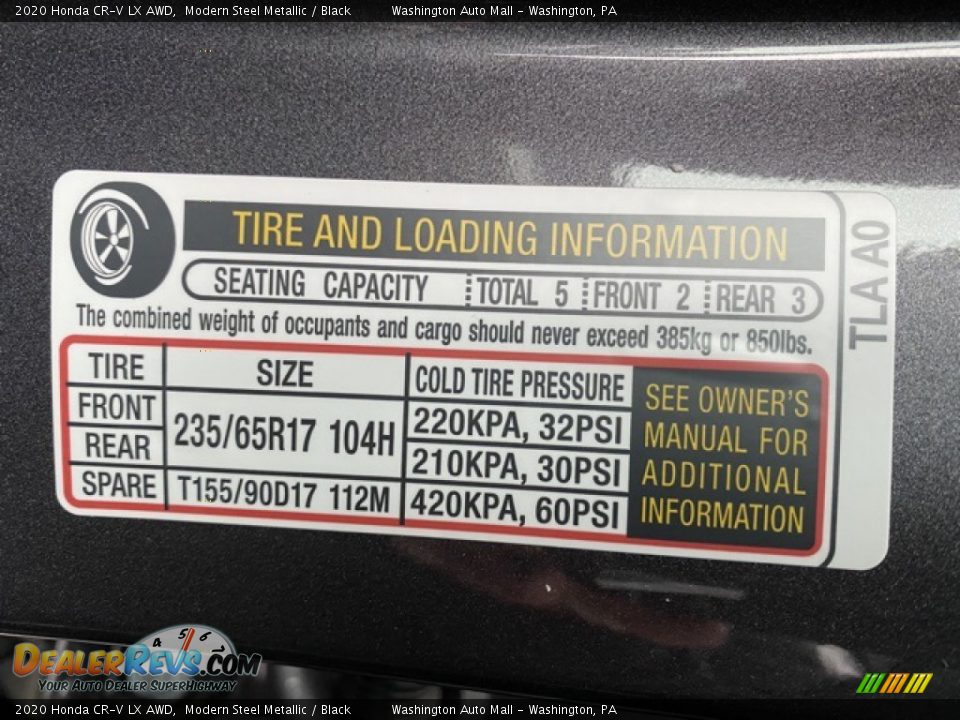 2020 Honda CR-V LX AWD,  Modern Steel Metallic / Black  Washington Auto Mall - Washington, PA
TIRE AND LOADING INFORMATION
SEATING CAPACITY TOTAL 5 FRONT 2 REAR 3
The combined weight of occupants and cargo should never exceed 385kg or 850lbs.
TIRE SIZE COLD TIRE PRESSURE
FRONT 235/65R17 104H 220KPA, 32PSI
REAR 210KPA, 30PSI
SPARE T155/90D17 112M 420KPA, 60PSI
SEE OWNER'S
MANUAL FOR
ADDITIONAL
INFORMATION
TLA A0
4 5 6
DEALERREVS.COM
Your Auto Dealer SuperHighway
2020 Honda CR-V LX AWD,  Modern Steel Metallic / Black  Washington Auto Mall - Washington, PA